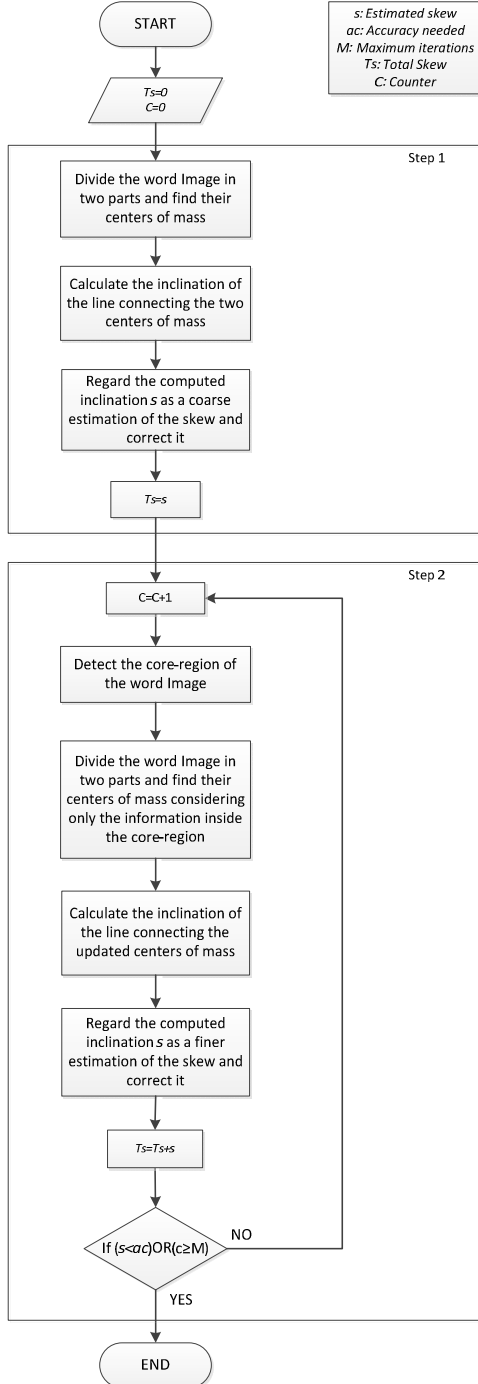 START
s: Estimated skew
ac: Accuracy needed
M: Maximum iterations
Ts: Total Skew
C: Counter
Ts=0
C=0
Step 1
Divide the word Image in
two parts and find their
centers of mass
Calculate the inclination of
the line connecting the two
centers of mass
Regard the computed
inclination s as a coarse
estimation of the skew and
correct it
Ts=s
Step 2
C=C+1
Detect the core-region of
the word Image
Divide the word Image in
two parts and find their
centers of mass considering
only the information inside
the core-region
Calculate the inclination of
the line connecting the
updated centers of mass
Regard the computed
inclination s as a finer
estimation of the skew and
correct it
Ts=Ts+s
If (s<ac)OR(c≥M)
NO
YES
END